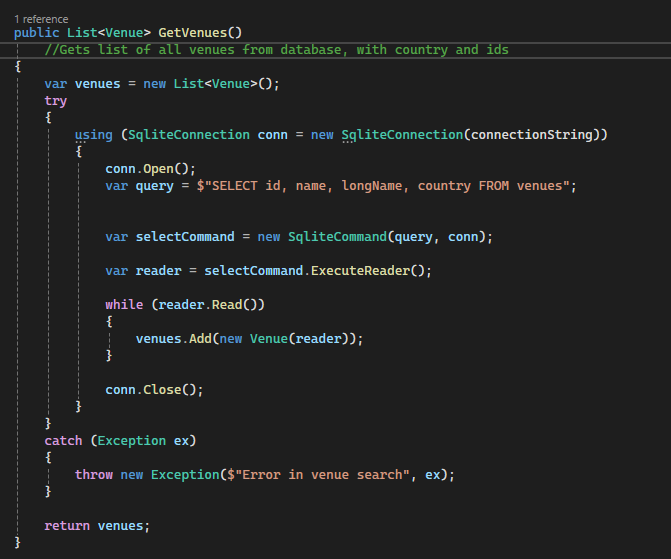 1 reference
public List<Venue> GetVenues()
//Gets list of all venues from database, with country and ids
{
var venues = new List<Venue>();
try
{
using (SqliteConnection conn = new SqliteConnection(connectionString))
{
conn.Open();
var query = $"SELECT id, name, longName, country FROM venues";
var selectCommand = new SqliteCommand(query, conn);
var reader = selectCommand.ExecuteReader();
while (reader.Read())
{
venues.Add(new Venue(reader));
}
conn.Close();
}
}
catch (Exception ex)
{
throw new Exception($"Error in venue search", ex);
}
return venues;
}